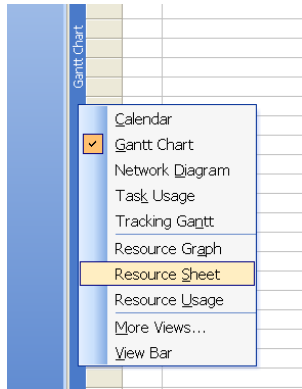 Gantt Chart
Calendar
Gantt Chart
Network Diagram
Task Usage
Tracking Gantt
Resource Graph
Resource Sheet
Resource Usage
More Views...
View Bar